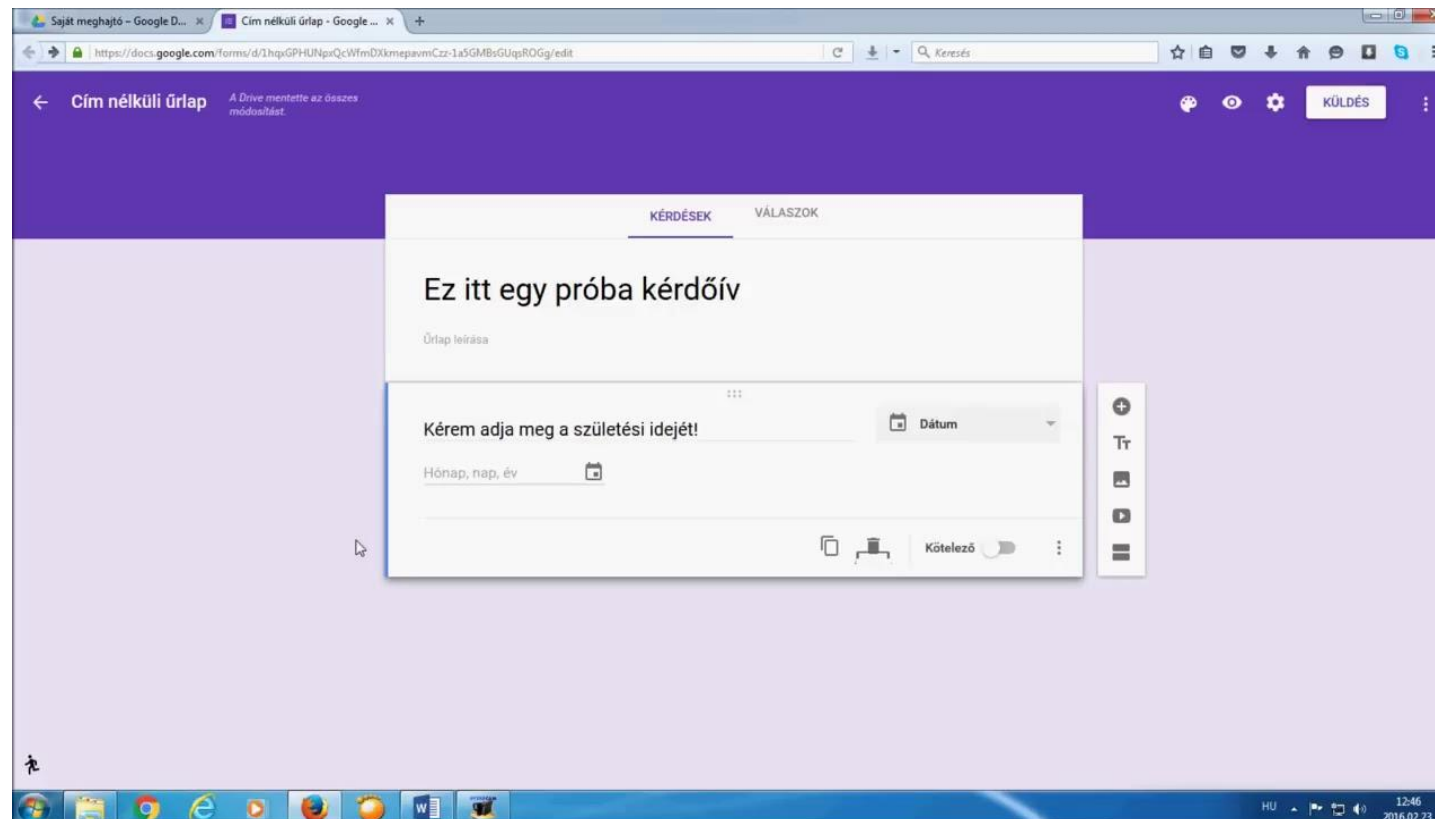 Saját meghajtó – Google D...
Cím nélküli űrlap - Google ...
https://docs.google.com/forms/d/1hqxGPHUNpxQcWfmDXkmepavmCzz-1a5GMBsGUqsROGg/edit
Keresés
Cím nélküli űrlap
A Drive mentette az összes
módosítást.
KÜLDÉS
KÉRDÉSEK
VÁLASZOK
Ez itt egy próba kérdőív
Űrlap leírása
Kérem adja meg a születési idejét!
Dátum
Hónap, nap, év
Kötelező
HU
12:46
2016.02.23